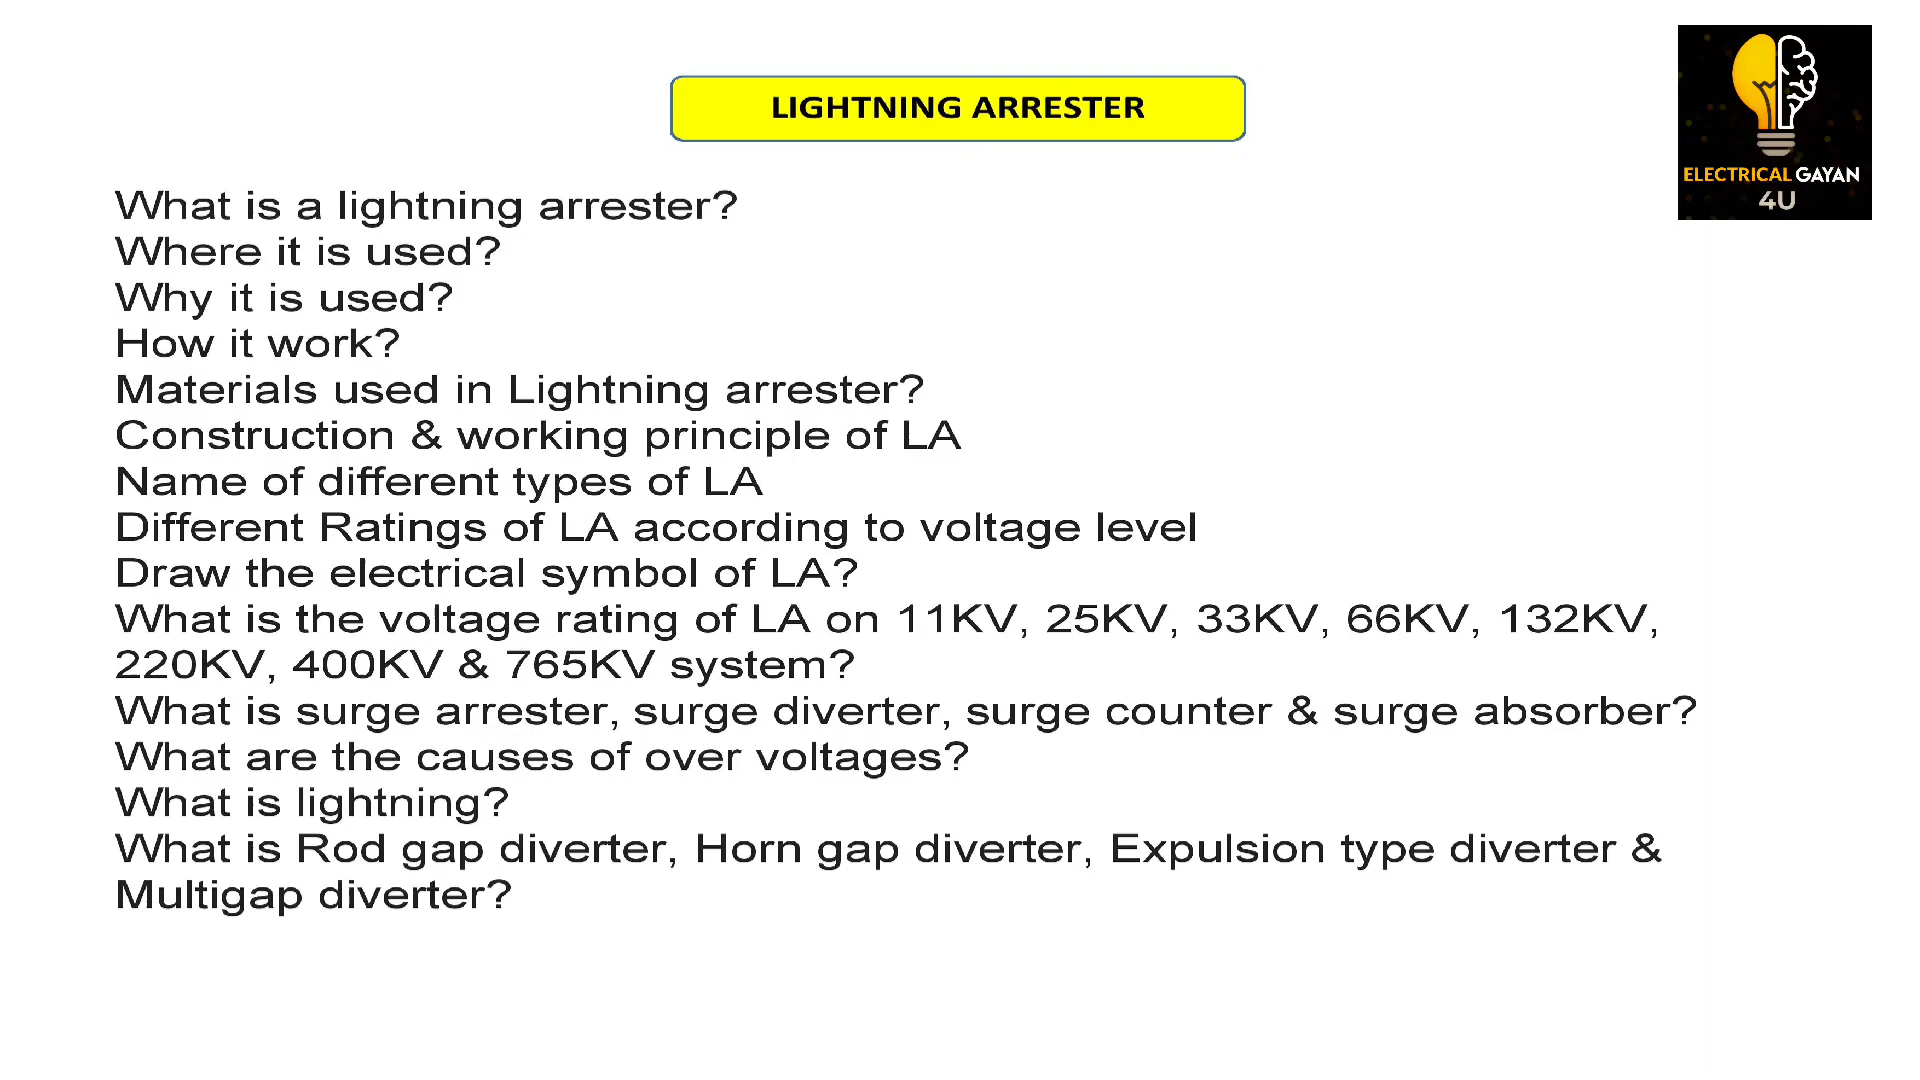 LIGHTNING ARRESTER
ELECTRICAL GAYAN
4U
What is a lightning arrester?
Where it is used?
Why it is used?
How it work?
Materials used in Lightning arrester?
Construction & working principle of LA
Name of different types of LA
Different Ratings of LA according to voltage level
Draw the electrical symbol of LA?
What is the voltage rating of LA on 11KV, 25KV, 33KV, 66KV, 132KV,
220KV, 400KV & 765KV system?
What is surge arrester, surge diverter, surge counter & surge absorber?
What are the causes of over voltages?
What is lightning?
What is Rod gap diverter, Horn gap diverter, Expulsion type diverter &
Multigap diverter?